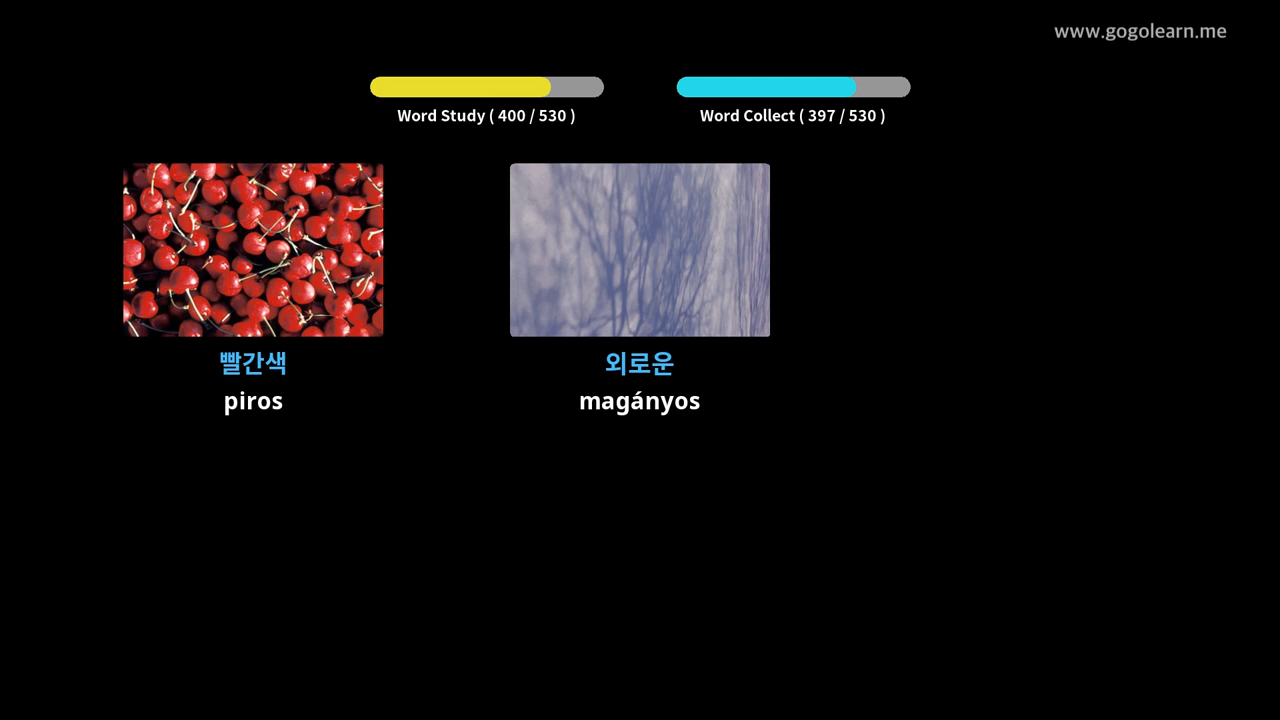 www.gogolearn.me
Word Study ( 400 / 530 )
Word Collect ( 397 / 530 )
빨간색
외로운
piros
magányos